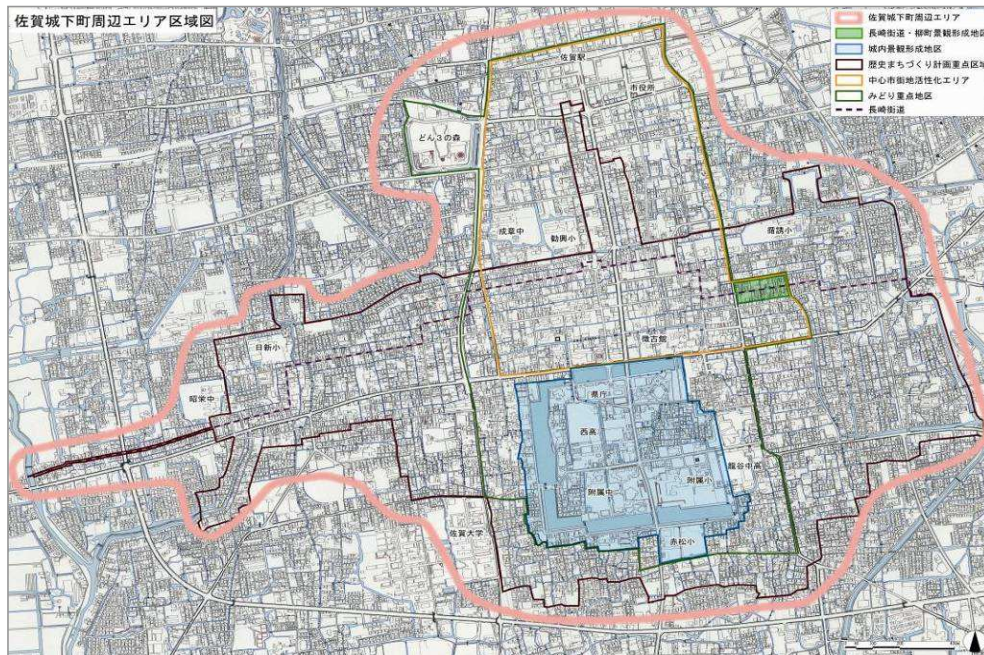 佐賀城下町周辺エリア区域図
佐賀城下町周辺エリア
長崎街道・柳町景観形成地区
城内景観形成地区
歴史まちづくり計画重点区域
中心市街地活性化エリア
みどり重点地区
長崎街道
佐賀駅
市役所
どん3の森
成章中
勧興小
循誘小
日新小
徴古館
昭栄中
県庁
西高
龍谷中高
附属中
附属小
佐賀大学
赤松小